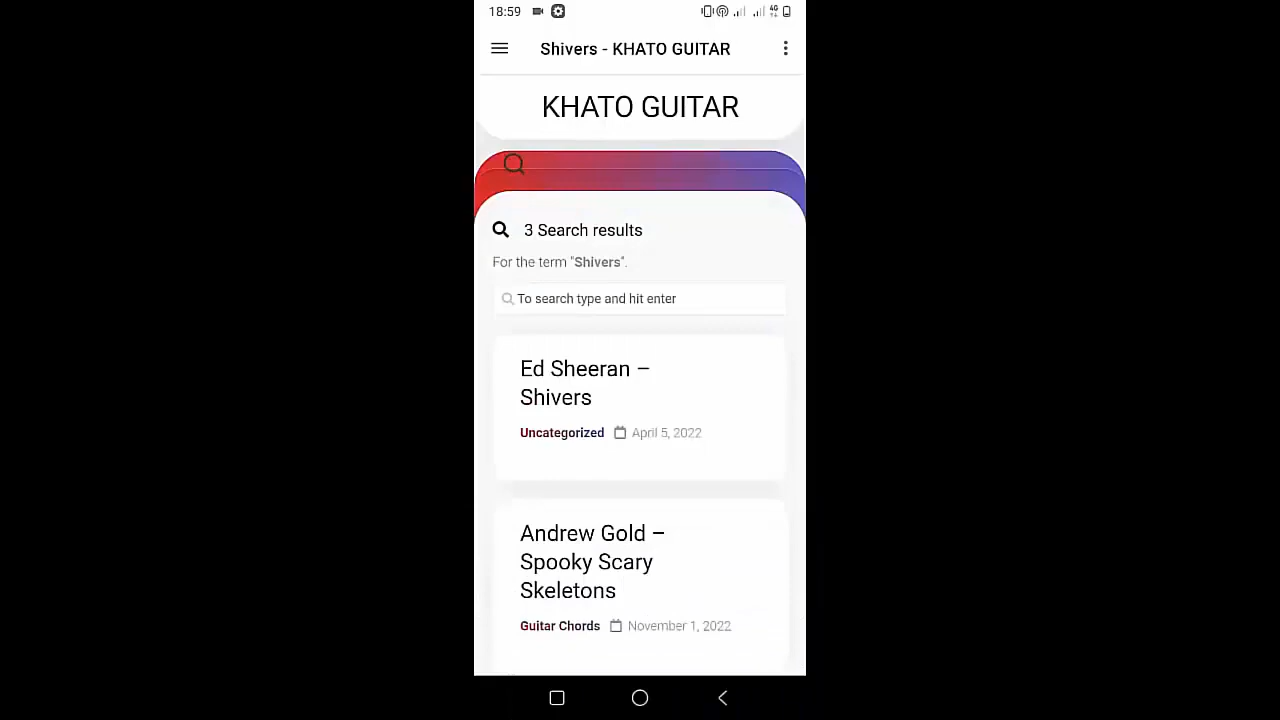 18:59 4G
Shivers - KHATO GUITAR
KHATO GUITAR
3 Search results
For the term "Shivers".
To search type and hit enter
Ed Sheeran –
Shivers
Uncategorized April 5, 2022
Andrew Gold –
Spooky Scary
Skeletons
Guitar Chords November 1, 2022